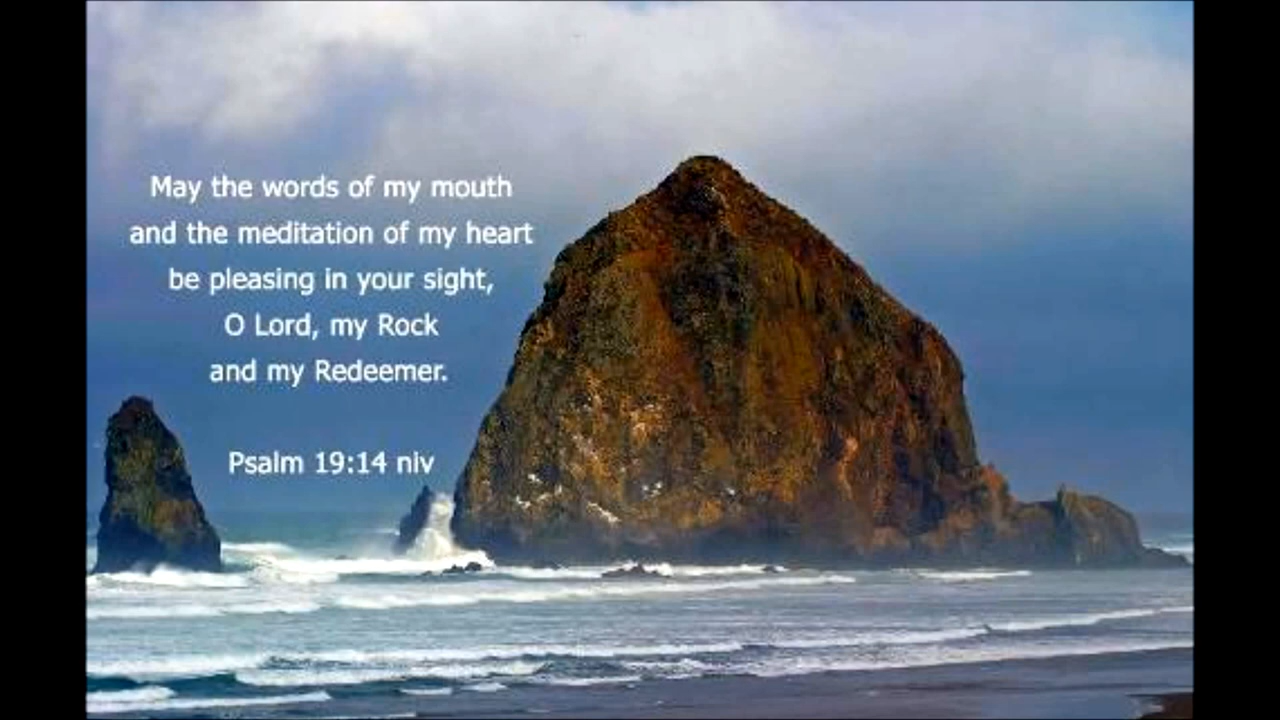 May the words of my mouth
and the meditation of my heart
be pleasing in your sight,
O Lord, my Rock
and my Redeemer.
Psalm 19:14 niv